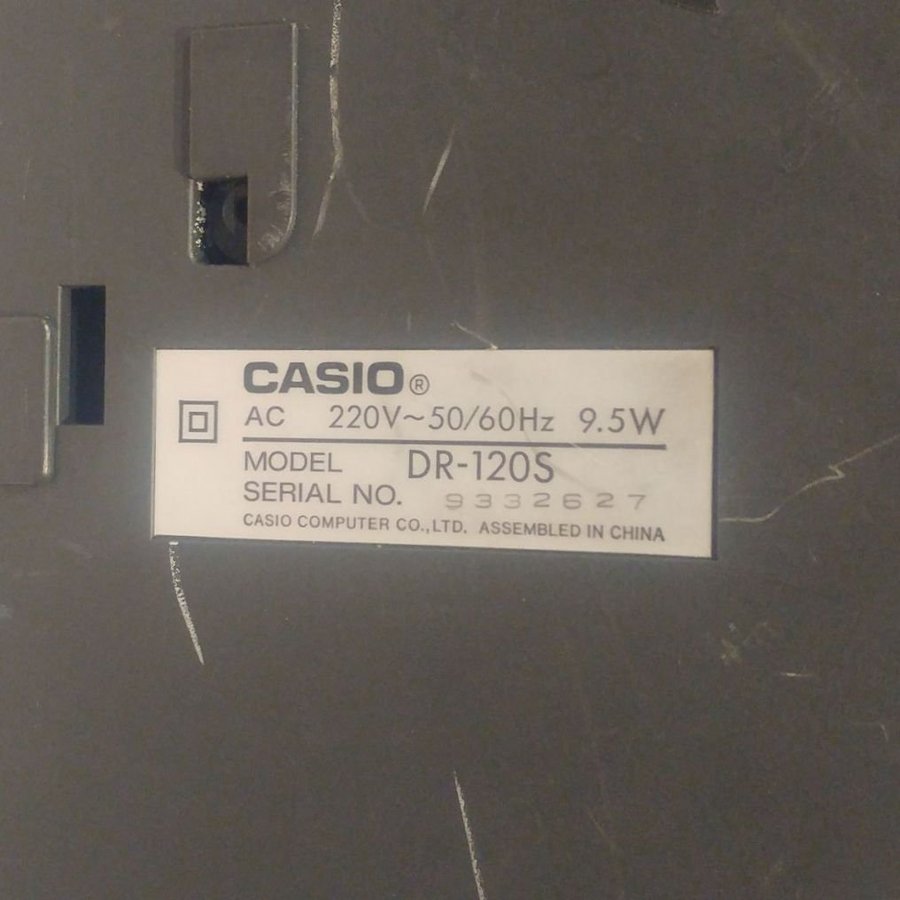 CASIO®
AC 220V~50/60Hz 9.5W
MODEL DR-120S
SERIAL NO. 9332627
CASIO COMPUTER CO.,LTD. ASSEMBLED IN CHINA